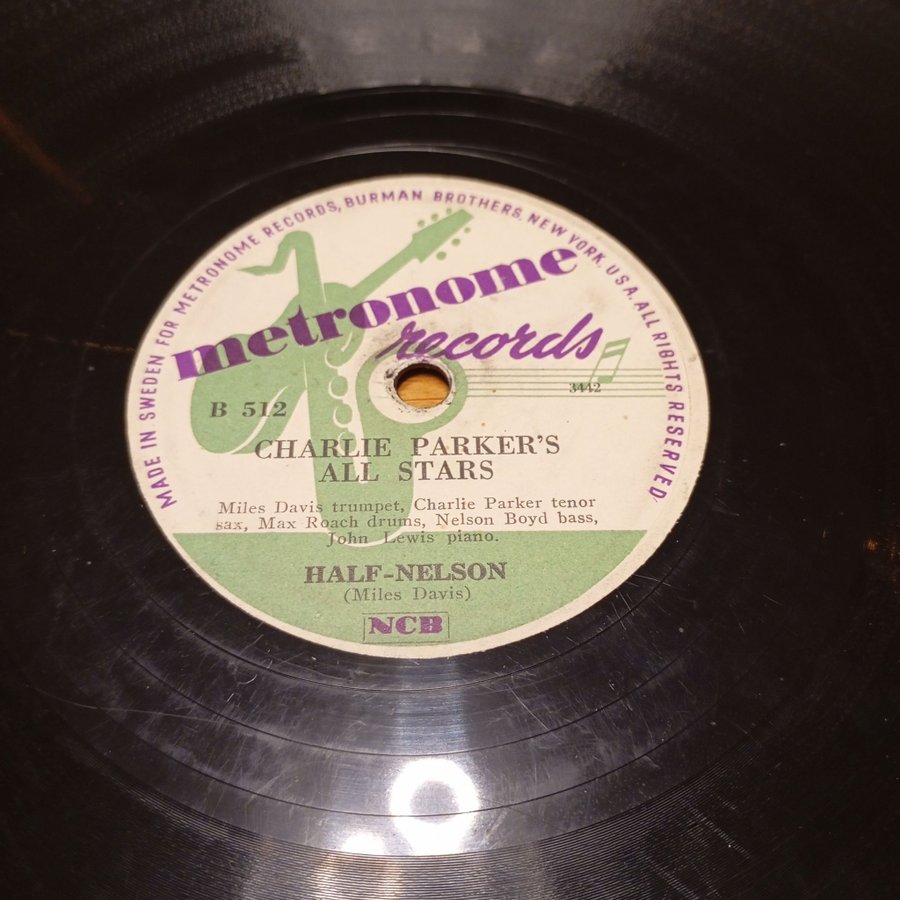 MADE IN SWEDEN FOR METRONOME RECORDS, BURMAN BROTHERS, NEW YORK, U.S.A. ALL RIGHTS RESERVED
metronome
records
3442
B 512
CHARLIE PARKER'S
ALL STARS
Miles Davis trumpet, Charlie Parker tenor
sax, Max Roach drums, Nelson Boyd bass,
John Lewis piano.
HALF-NELSON
(Miles Davis)
NCB